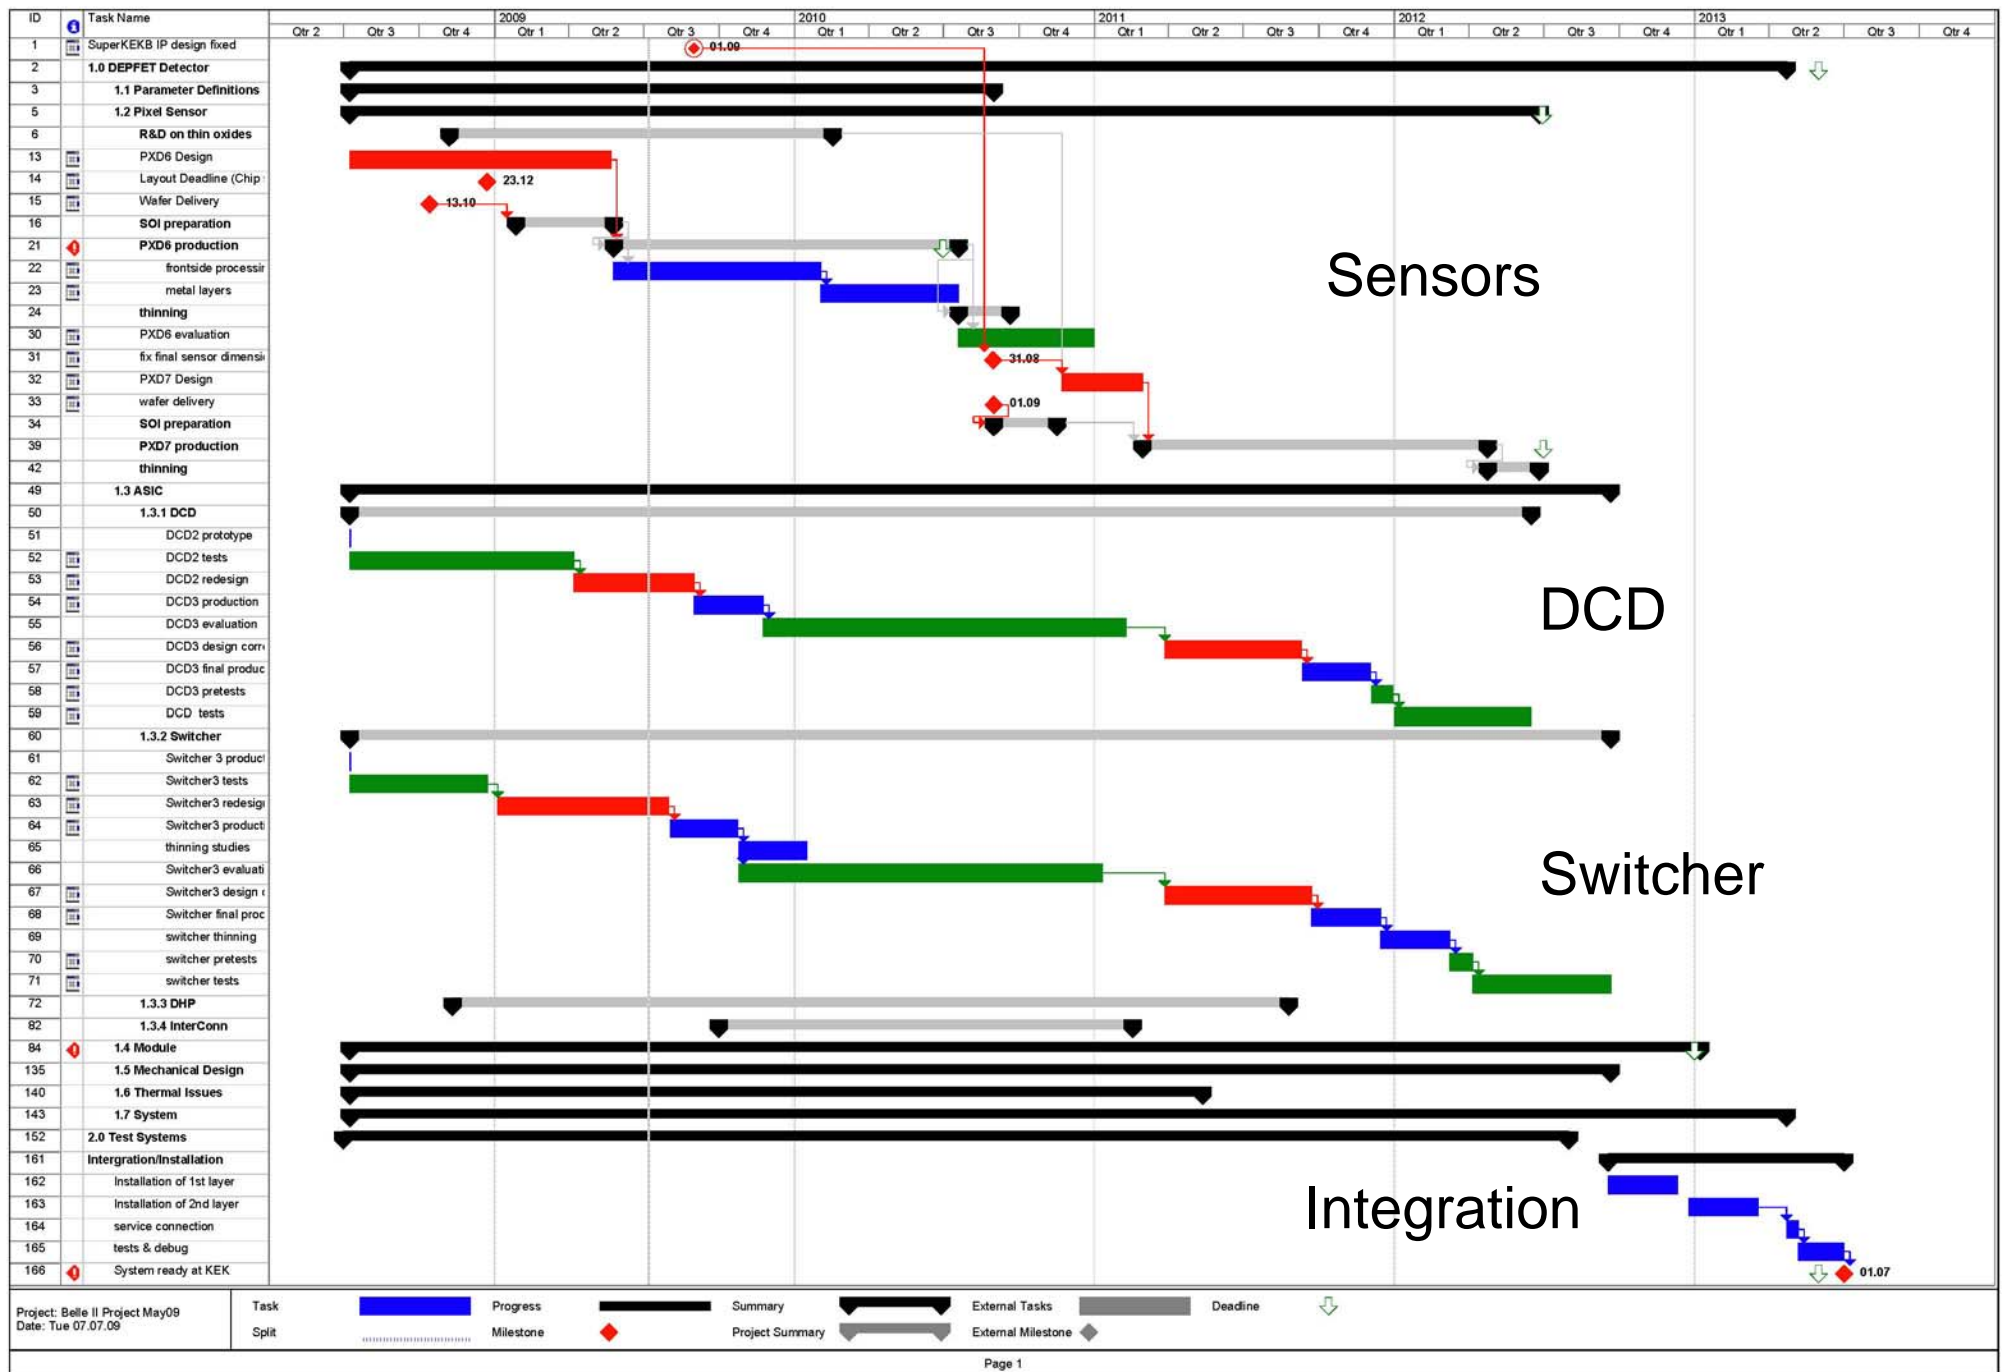 ID Task Name 2009 2010 2011 2012 2013
Qtr 2 Qtr 3 Qtr 4 Qtr 1 Qtr 2 Qtr 3 Qtr 4 Qtr 1 Qtr 2 Qtr 3 Qtr 4 Qtr 1 Qtr 2 Qtr 3 Qtr 4 Qtr 1 Qtr 2 Qtr 3 Qtr 4 Qtr 1 Qtr 2 Qtr 3 Qtr 4
1 SuperKEKB IP design fixed 01.09
2 1.0 DEPFET Detector
3 1.1 Parameter Definitions
5 1.2 Pixel Sensor
6 R&D on thin oxides
13 PXD6 Design
14 Layout Deadline (Chip 23.12
15 Wafer Delivery 13.10
16 SOI preparation
21 PXD6 production
22 frontside processin
23 metal layers
Sensors
24 thinning
30 PXD6 evaluation
31 fix final sensor dimensi 31.08
32 PXD7 Design
33 wafer delivery 01.09
34 SOI preparation
39 PXD7 production
42 thinning
49 1.3 ASIC
50 1.3.1 DCD
51 DCD2 prototype
52 DCD2 tests
53 DCD2 redesign
54 DCD3 production
DCD
55 DCD3 evaluation
56 DCD3 design corr
57 DCD3 final produc
58 DCD3 pretests
59 DCD tests
60 1.3.2 Switcher
61 Switcher 3 produc
62 Switcher3 tests
63 Switcher3 redesig
64 Switcher3 product
65 thinning studies
66 Switcher3 evaluati
Switcher
67 Switcher3 design c
68 Switcher final proc
69 switcher thinning
70 switcher pretests
71 switcher tests
72 1.3.3 DHP
82 1.3.4 InterConn
84 1.4 Module
135 1.5 Mechanical Design
140 1.6 Thermal Issues
143 1.7 System
152 2.0 Test Systems
161 Intergration/Installation
162 Installation of 1st layer
163 Installation of 2nd layer
Integration
164 service connection
165 tests & debug
166 System ready at KEK 01.07
Project: Belle II Project May09
Date: Tue 07.07.09
Task Progress Summary External Tasks Deadline
Split Milestone Project Summary External Milestone
Page 1